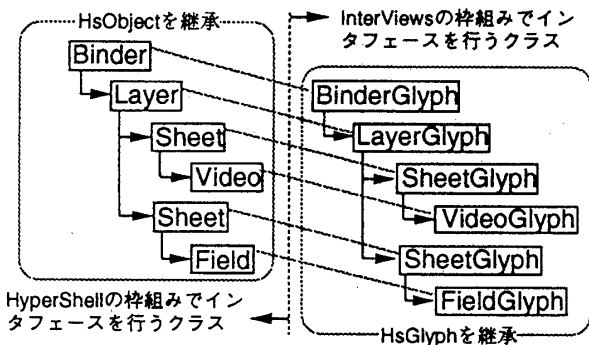 HsObjectを継承
InterViewsの枠組みでイン
タフェースを行うクラス
Binder
Layer
Sheet
Video
Sheet
Field
BinderGlyph
LayerGlyph
SheetGlyph
VideoGlyph
SheetGlyph
FieldGlyph
HyperShellの枠組みでイン
タフェースを行うクラス
HsGlyphを継承